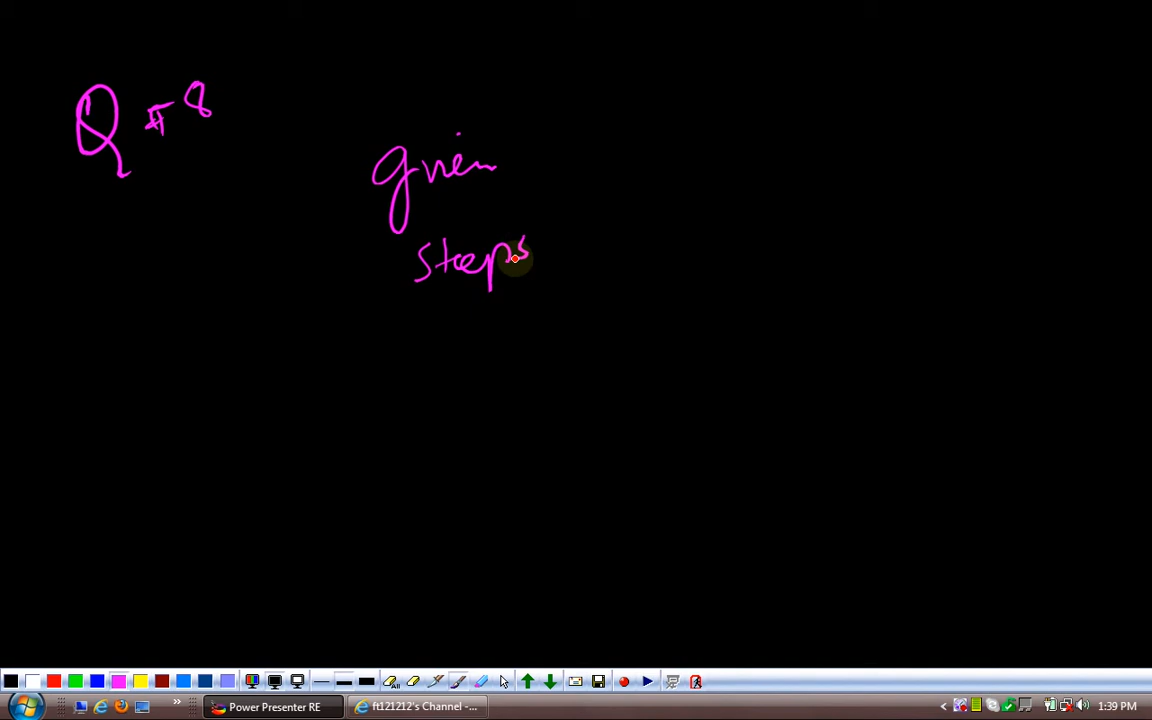 Q # 8
given
steps
Power Presenter RE
ft121212's Channel -...
1:39 PM